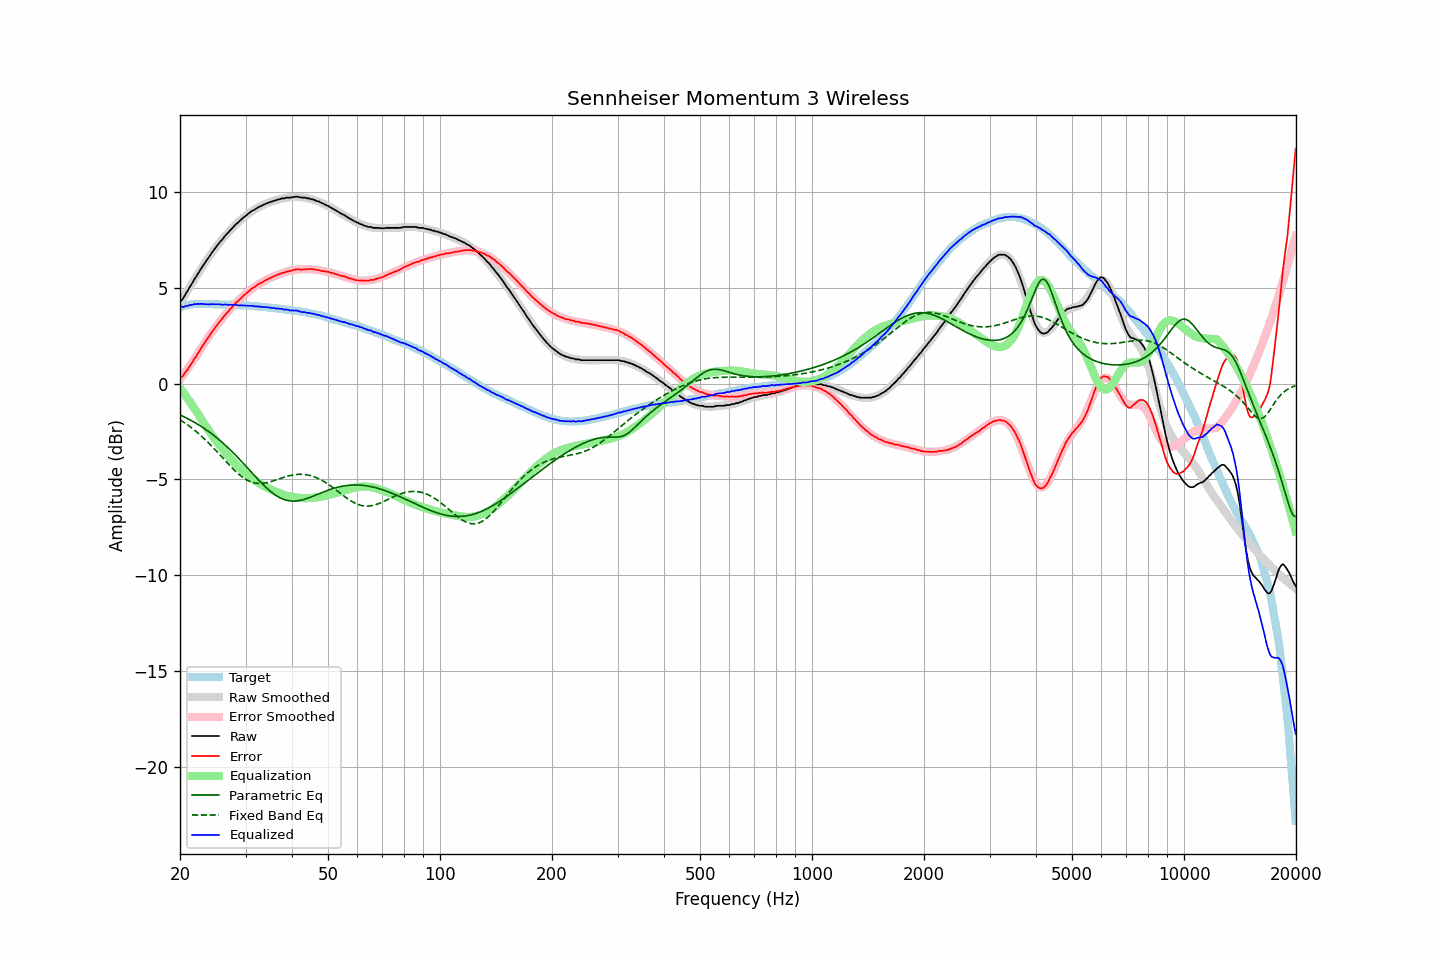 Sennheiser Momentum 3 Wireless
Amplitude (dBr)
10
5
0
−5
−10
−15
−20
Target
Raw Smoothed
Error Smoothed
Raw
Error
Equalization
Parametric Eq
Fixed Band Eq
Equalized
20 50 100 200 500 1000 2000 5000 10000 20000
Frequency (Hz)